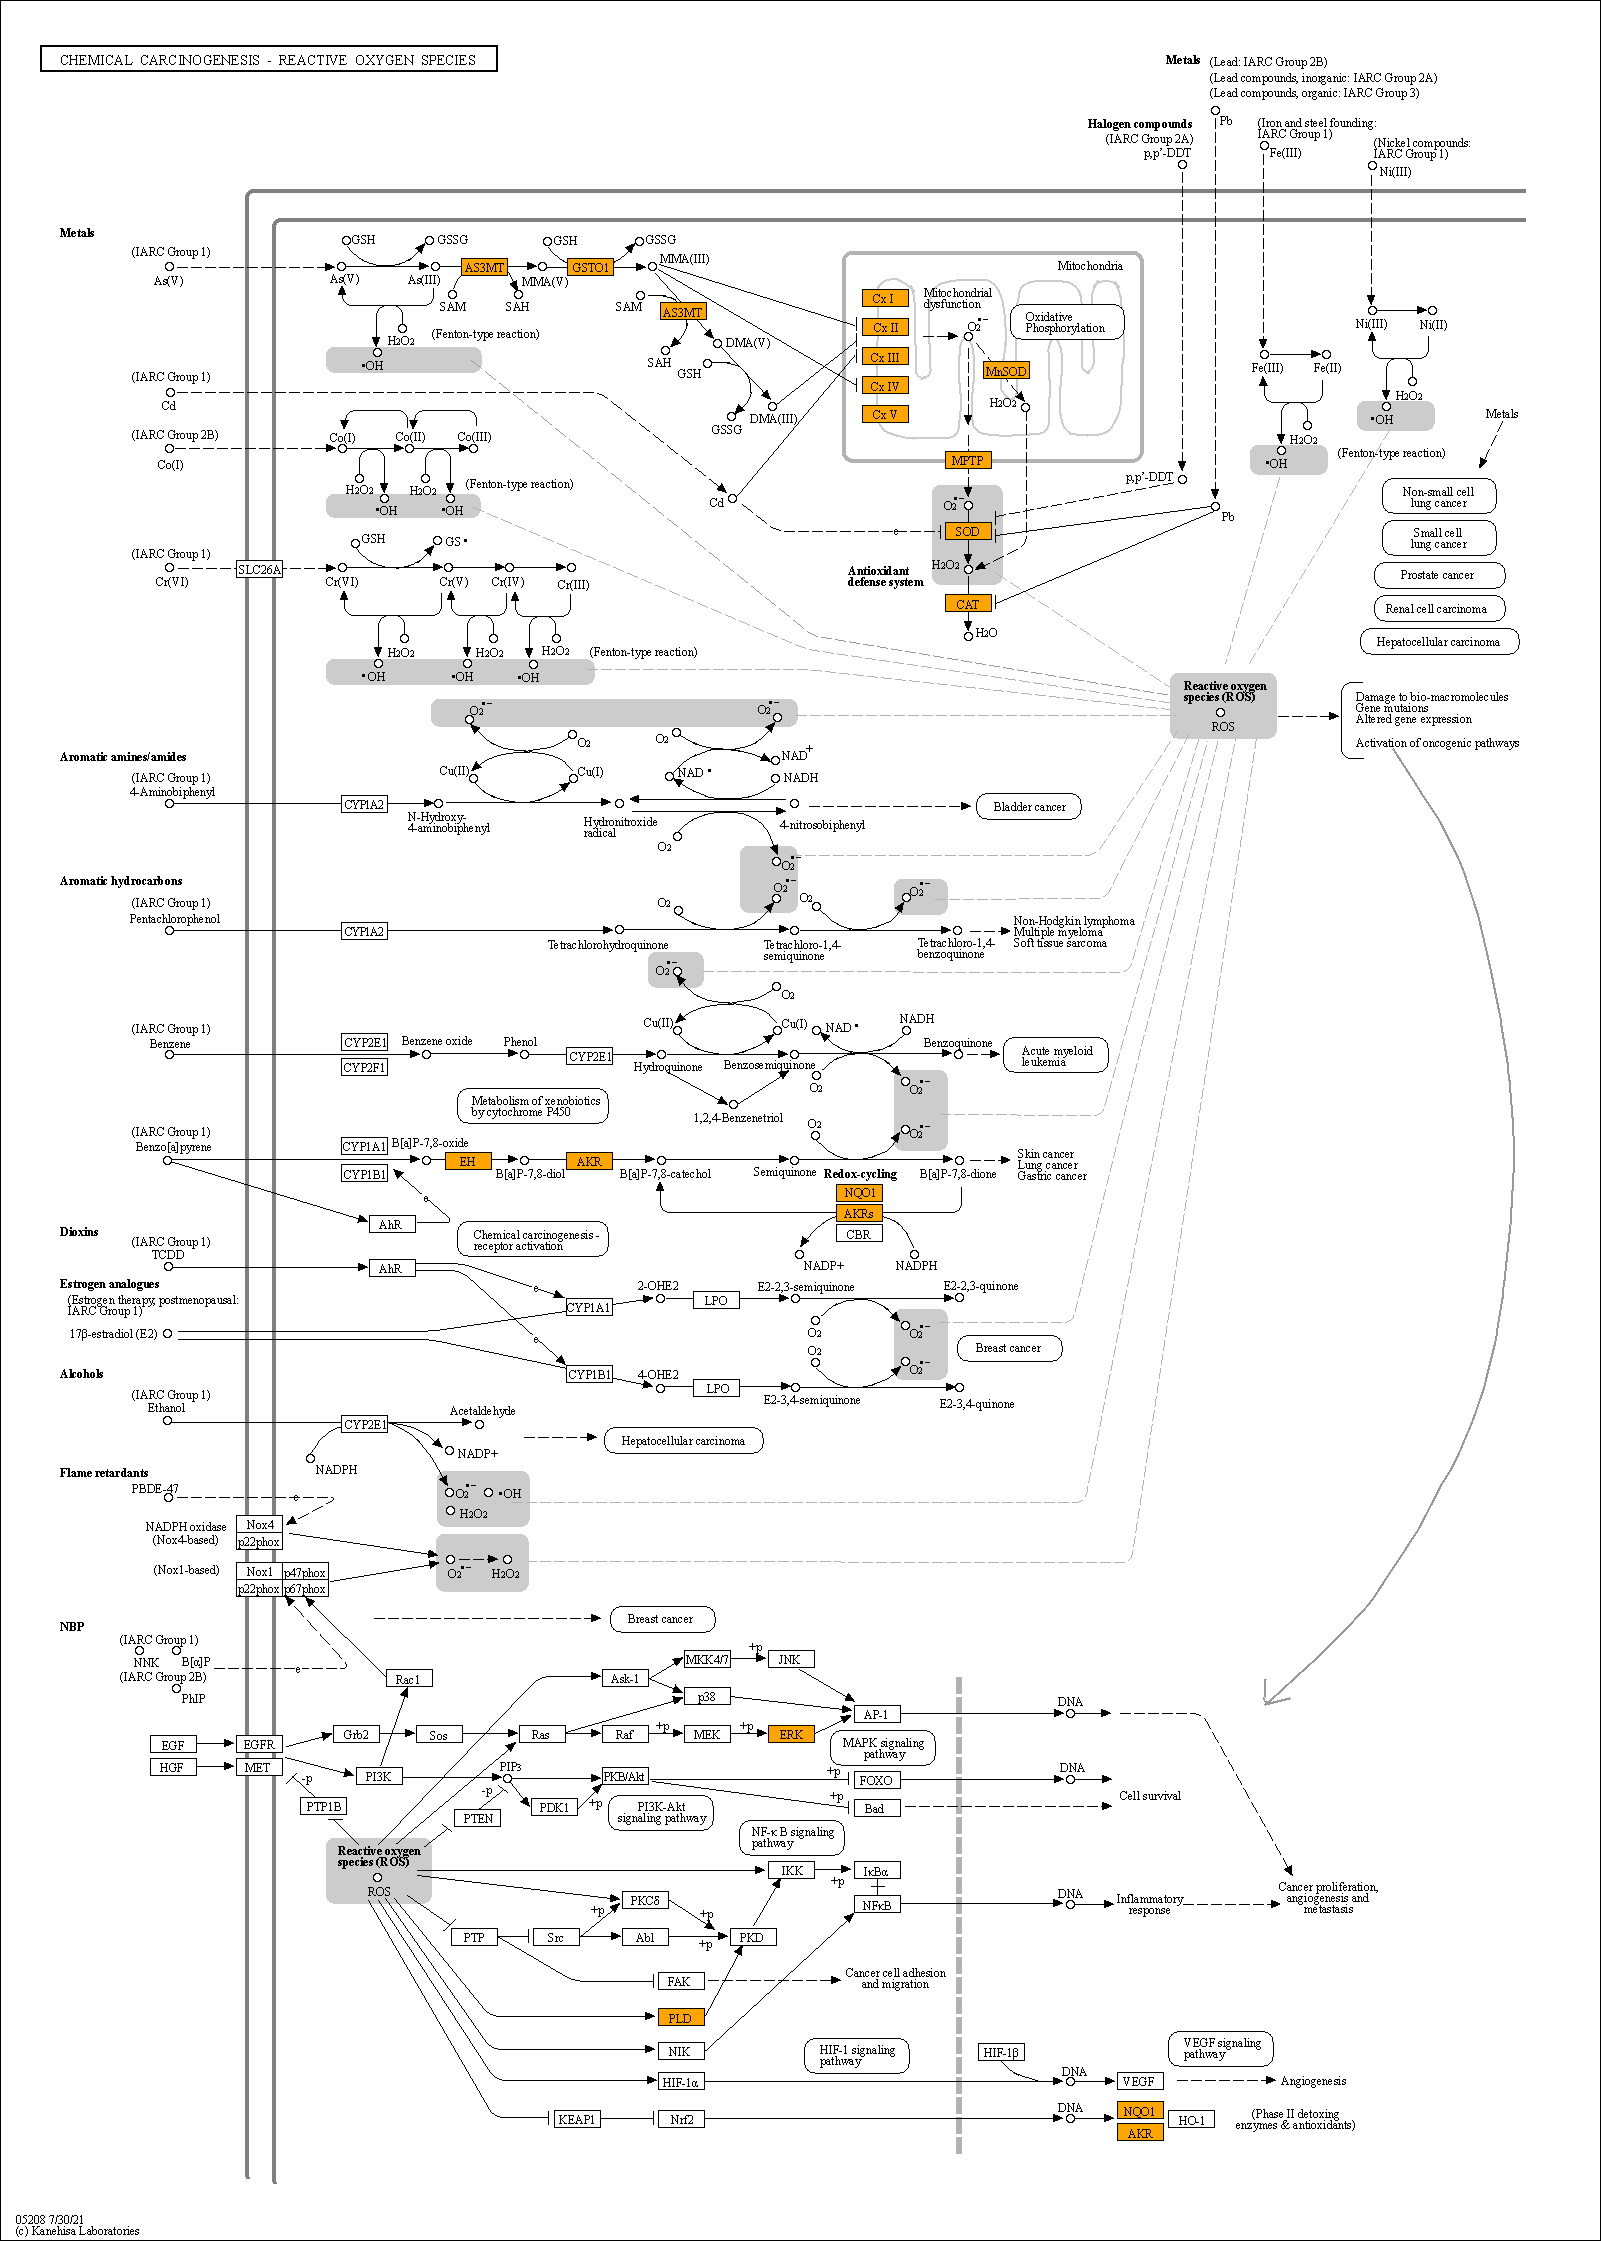 CHEMICAL CARCINOGENESIS - REACTIVE OXYGEN SPECIES
Metals (Lead: IARC Group 2B)
(Lead compounds, inorganic: IARC Group 2A)
(Lead compounds, organic: IARC Group 3)
Pb
Halogen compounds
(IARC Group 2A)
p,p'-DDT
(Iron and steel founding:
IARC Group 1)
Fe(III)
(Nickel compounds:
IARC Group 1)
Ni(III)
Metals
(IARC Group 1)
As(V)
GSH
GSSG
GSH
GSSG
As(V)
As(III)
AS3MT
MMA(V)
GSTO1
MMA(III)
SAM
SAH
SAM
AS3MT
SAH
DMA(V)
GSH
GSSG
DMA(III)
H2O2
(Fenton-type reaction)
•OH
Mitochondria
Cx I
Cx II
Cx III
Cx IV
Cx V
Mitochondrial
dysfunction
O2•−
Oxidative
Phosphorylation
MnSOD
H2O2
MPTP
Ni(III)
Ni(II)
H2O2
•OH
Fe(III)
Fe(II)
H2O2
•OH
(Fenton-type reaction)
Metals
(IARC Group 1)
Cd
Cd
(IARC Group 2B)
Co(I)
Co(I)
Co(II)
Co(III)
H2O2
H2O2
(Fenton-type reaction)
•OH
•OH
p,p'-DDT
Pb
O2•−
e
SOD
H2O2
Antioxidant
defense system
CAT
H2O
Non-small cell
lung cancer
Small cell
lung cancer
Prostate cancer
Renal cell carcinoma
Hepatocellular carcinoma
(IARC Group 1)
Cr(VI)
SLC26A
GSH
GS•
Cr(VI)
Cr(V)
Cr(IV)
Cr(III)
H2O2
H2O2
H2O2
(Fenton-type reaction)
•OH
•OH
•OH
Reactive oxygen
species (ROS)
ROS
Damage to bio-macromolecules
Gene mutaions
Altered gene expression
Activation of oncogenic pathways
O2•−
O2•−
O2
O2
Aromatic amines/amides
(IARC Group 1)
4-Aminobiphenyl
Cu(II)
Cu(I)
NAD•
NAD+
NADH
CYP1A2
N-Hydroxy-
4-aminobiphenyl
Hydronitroxide
radical
4-nitrosobiphenyl
Bladder cancer
O2
O2•−
Aromatic hydrocarbons
(IARC Group 1)
Pentachlorophenol
CYP1A2
O2
O2•−
O2
O2•−
Tetrachlorohydroquinone
Tetrachloro-1,4-
semiquinone
Tetrachloro-1,4-
benzoquinone
Non-Hodgkin lymphoma
Multiple myeloma
Soft tissue sarcoma
O2•−
O2
(IARC Group 1)
Benzene
CYP2E1
CYP2F1
Benzene oxide
Phenol
CYP2E1
Cu(II)
Cu(I)
NAD•
NADH
Hydroquinone
Benzosemiquinone
Benzoquinone
Acute myeloid
leukemia
O2
O2•−
1,2,4-Benzenetriol
Metabolism of xenobiotics
by cytochrome P450
O2
O2•−
(IARC Group 1)
Benzo[a]pyrene
CYP1A1
CYP1B1
B[a]P-7,8-oxide
EH
B[a]P-7,8-diol
AKR
B[a]P-7,8-catechol
Semiquinone
B[a]P-7,8-dione
Skin cancer
Lung cancer
Gastric cancer
Redox-cycling
NQO1
AKRs
CBR
NADP+
NADPH
e
AhR
Chemical carcinogenesis -
receptor activation
Dioxins
(IARC Group 1)
TCDD
AhR
e
e
Estrogen analogues
(Estrogen therapy, postmenopausal:
IARC Group 1)
17β-estradiol (E2)
CYP1A1
2-OHE2
LPO
E2-2,3-semiquinone
E2-2,3-quinone
O2
O2•−
O2
O2•−
Breast cancer
CYP1B1
4-OHE2
LPO
E2-3,4-semiquinone
E2-3,4-quinone
Alcohols
(IARC Group 1)
Ethanol
CYP2E1
Acetaldehyde
NADPH
NADP+
Hepatocellular carcinoma
O2•−
•OH
H2O2
Flame retardants
PBDE-47
e
NADPH oxidase
(Nox4-based)
Nox4
p22phox
(Nox1-based)
Nox1
p47phox
p22phox
p67phox
O2•−
H2O2
Breast cancer
NBP
(IARC Group 1)
NNK
B[α]P
(IARC Group 2B)
PhIP
e
Rac1
Ask-1
MKK4/7
+p
JNK
p38
AP-1
EGF
EGFR
Grb2
Sos
Ras
Raf
+p
MEK
+p
ERK
MAPK signaling
pathway
DNA
HGF
MET
PI3K
PIP3
PKB/Akt
+p
FOXO
DNA
Cell survival
-p
PTP1B
-p
PTEN
PDK1
+p
PI3K-Akt
signaling pathway
+p
Bad
NF-κB signaling
pathway
Reactive oxygen
species (ROS)
ROS
IKK
+p
IκBα
PKCδ
NFκB
DNA
Inflammatory
response
Cancer proliferation,
angiogenesis and
metastasis
PTP
Src
+p
Abl
+p
+p
PKD
FAK
Cancer cell adhesion
and migration
PLD
NIK
HIF-1 signaling
pathway
HIF-1β
VEGF signaling
pathway
HIF-1α
DNA
VEGF
Angiogenesis
KEAP1
Nrf2
DNA
NQO1
AKR
HO-1
(Phase II detoxing
enzymes & antioxidants)
05208 7/30/21
(c) Kanehisa Laboratories